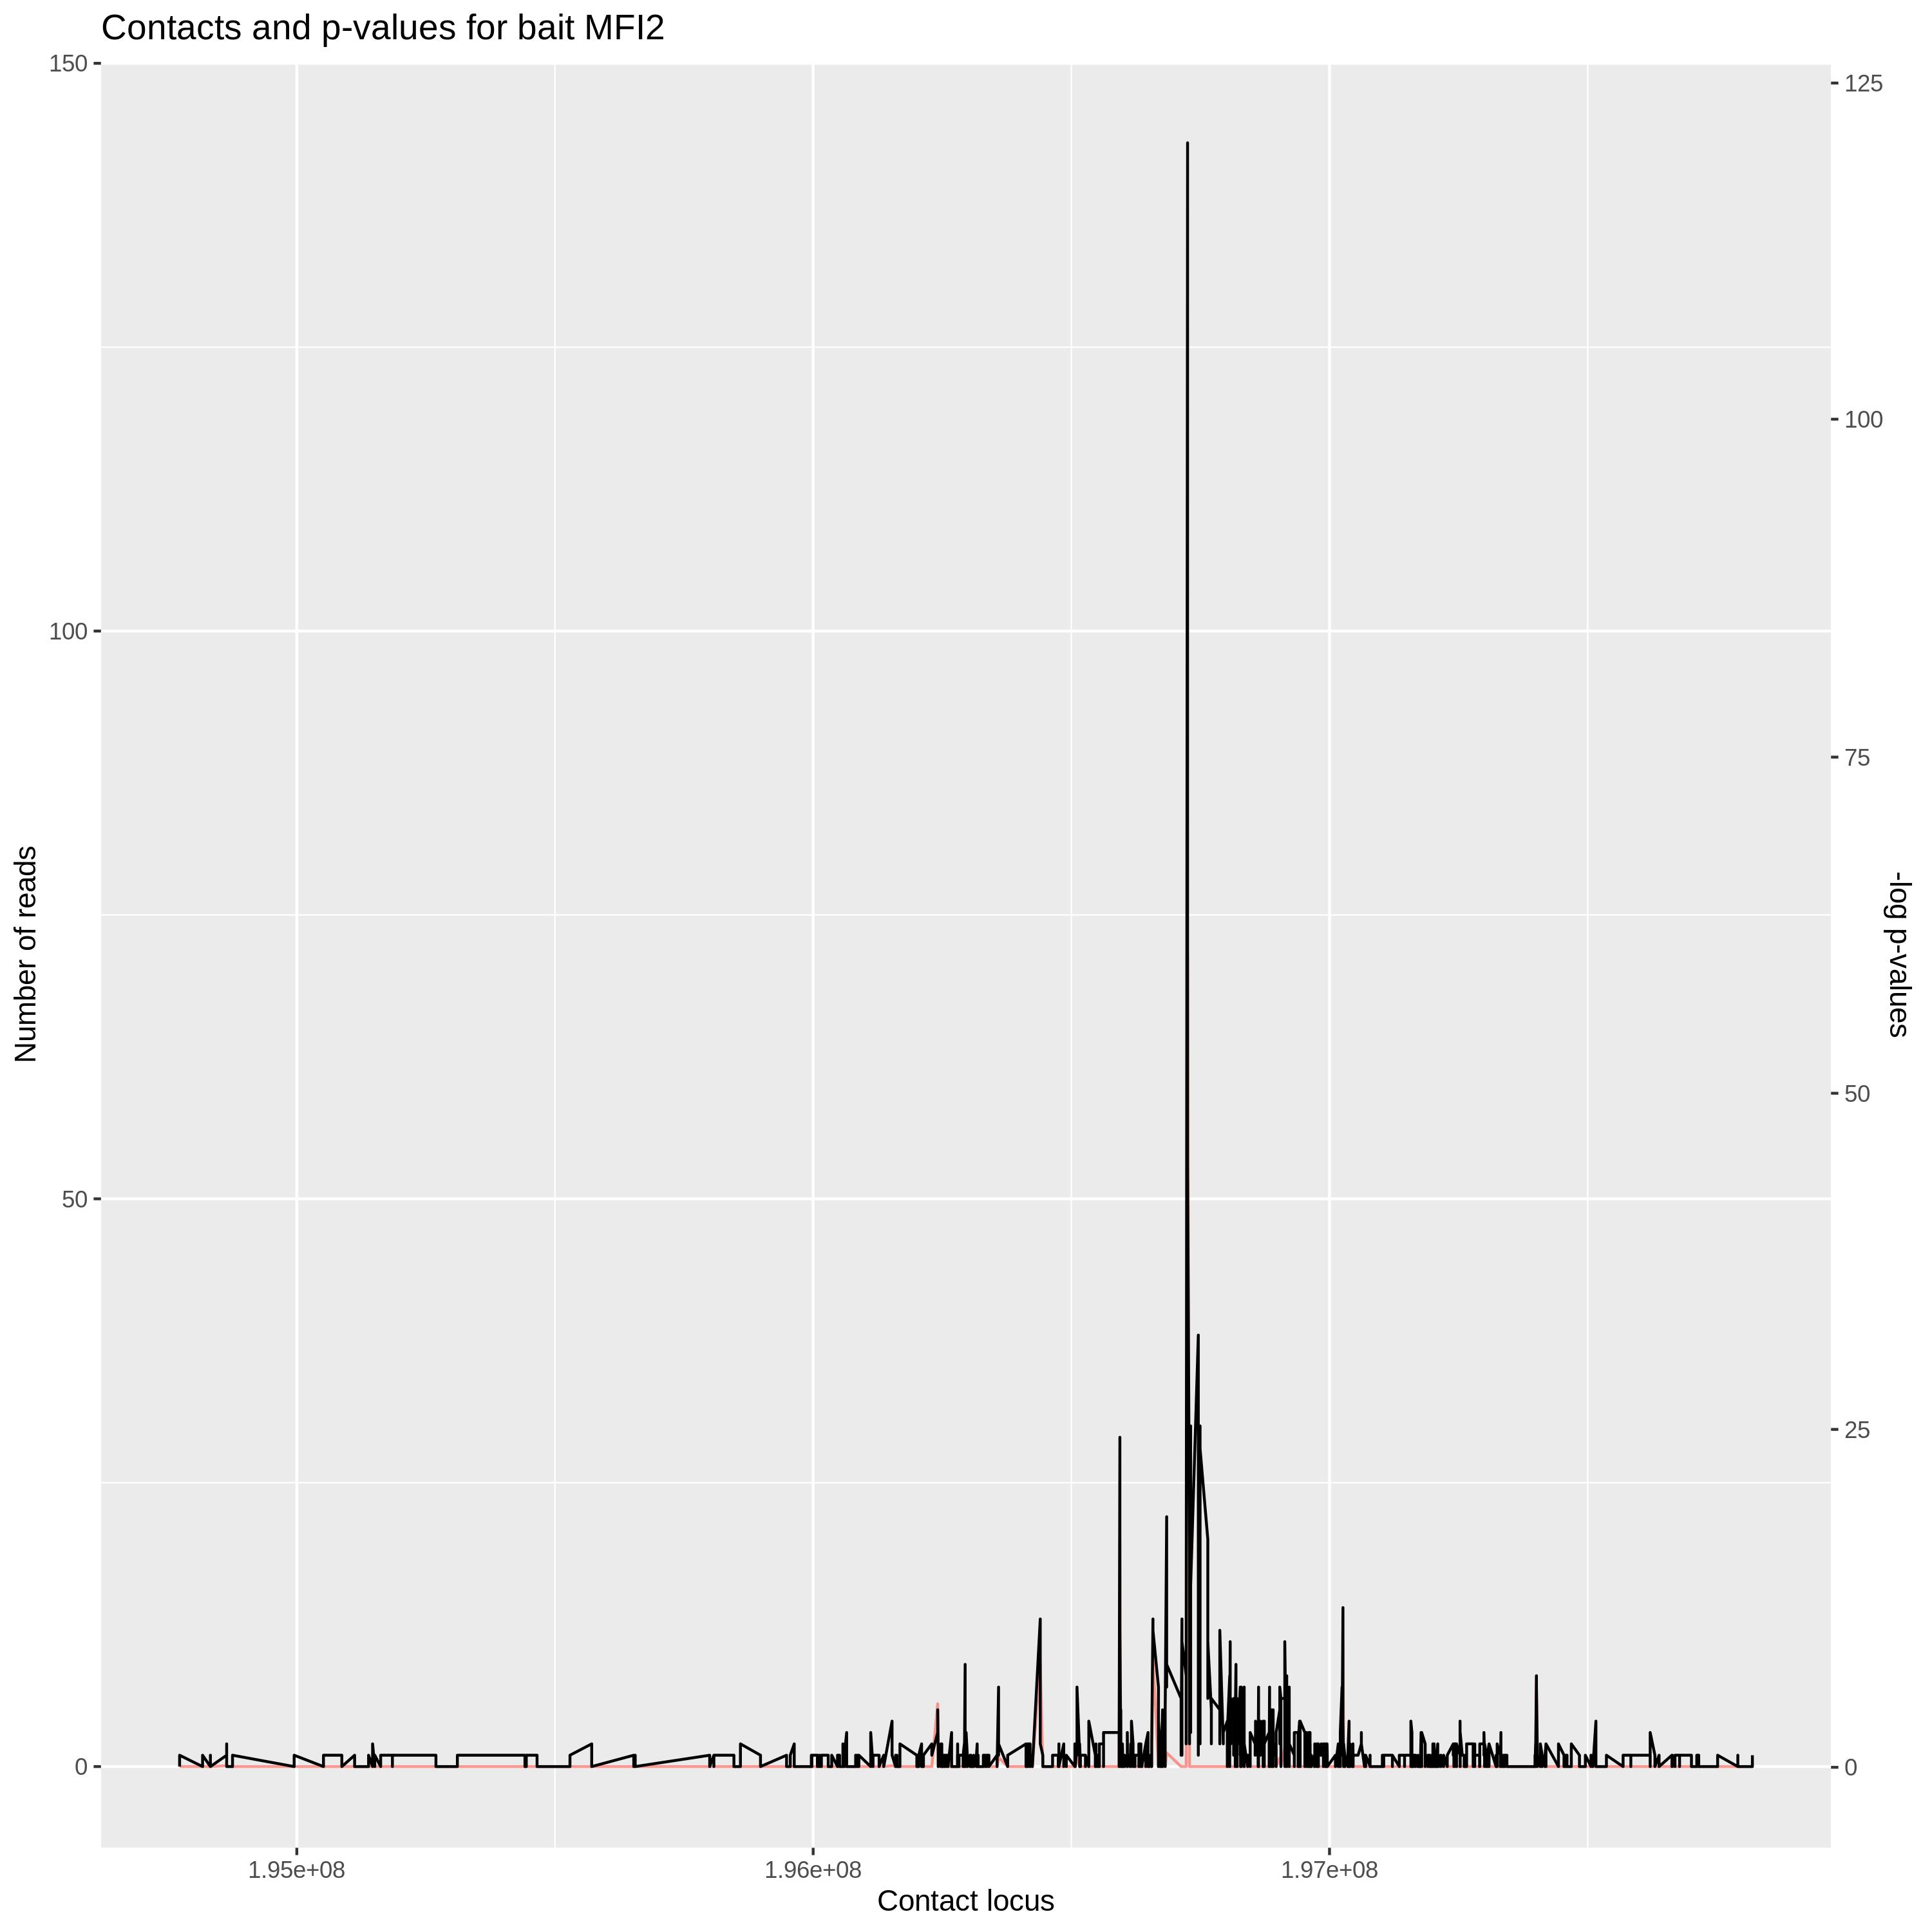 Contacts and p-values for bait MFI2
150
100
50
0
Number of reads
125
100
75
50
25
0
-log p-values
1.95e+08
1.96e+08
1.97e+08
Contact locus